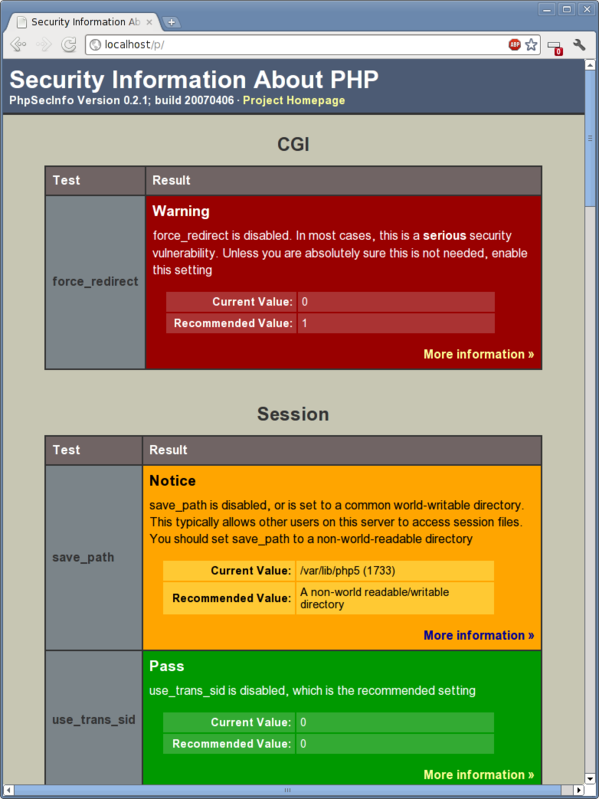 Security Information Ab
localhost/p/
ABP
0
Security Information About PHP
PhpSecInfo Version 0.2.1; build 20070406 · Project Homepage
CGI
Test Result
force_redirect
Warning
force_redirect is disabled. In most cases, this is a serious security
vulnerability. Unless you are absolutely sure this is not needed, enable
this setting
Current Value: 0
Recommended Value: 1
More information »
Session
Test Result
save_path
Notice
save_path is disabled, or is set to a common world-writable directory.
This typically allows other users on this server to access session files.
You should set save_path to a non-world-readable directory
Current Value: /var/lib/php5 (1733)
Recommended Value: A non-world readable/writable
directory
More information »
use_trans_sid
Pass
use_trans_sid is disabled, which is the recommended setting
Current Value: 0
Recommended Value: 0
More information »